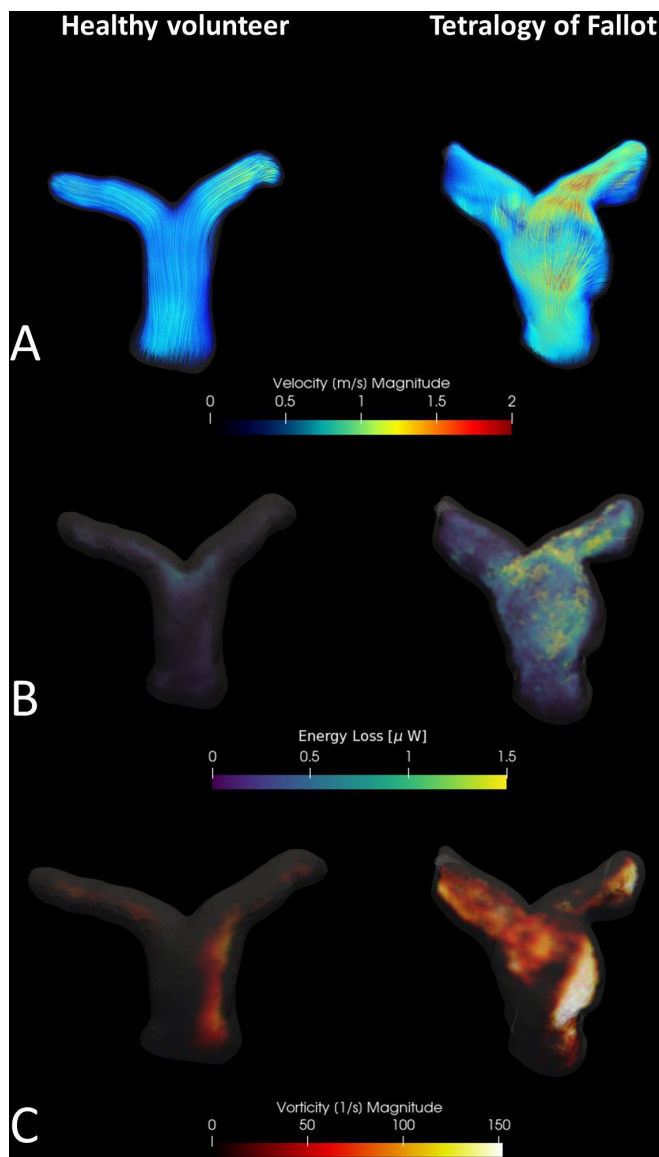 Healthy volunteer Tetralogy of Fallot
A
Velocity [m/s] Magnitude
0 0.5 1 1.5 2
B
Energy Loss [μ W]
0 0.5 1 1.5
C
Vorticity [1/s] Magnitude
0 50 100 150